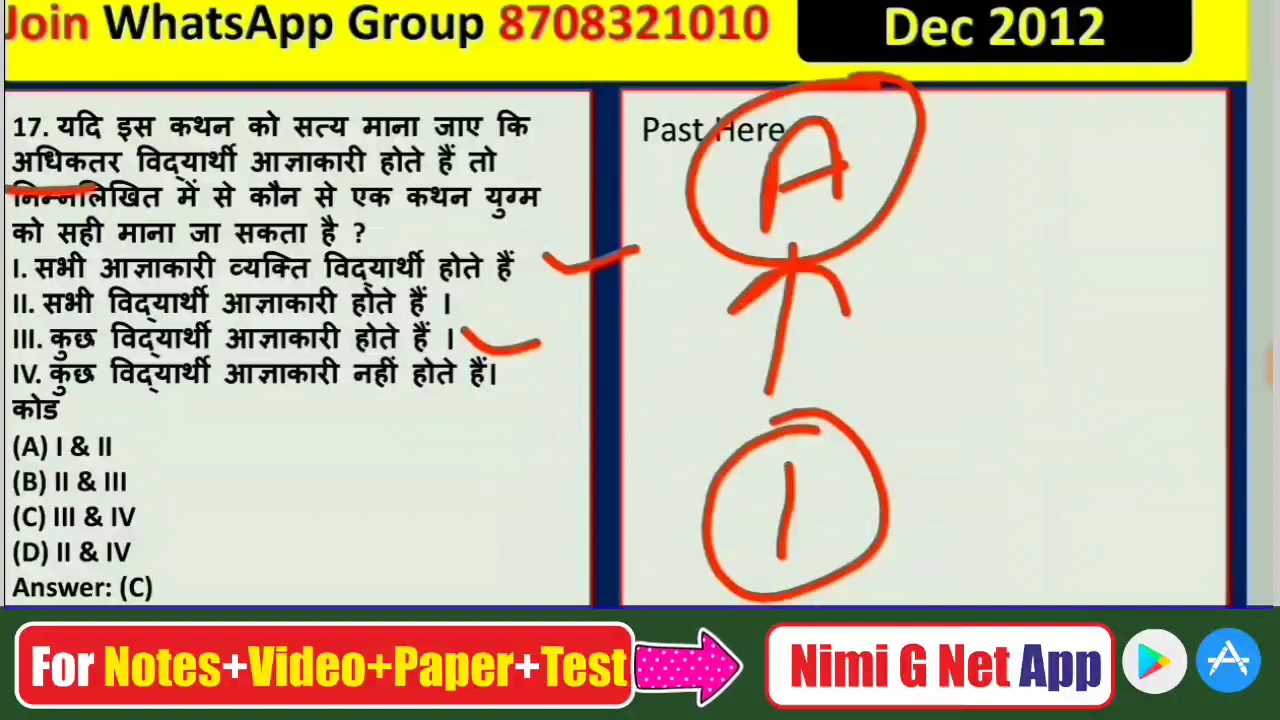 Join WhatsApp Group 8708321010
Dec 2012
17. यदि इस कथन को सत्य माना जाए कि
अधिकतर विद्यार्थी आज्ञाकारी होते हैं तो
निम्नलिखित में से कौन से एक कथन युग्म
को सही माना जा सकता है ?
I. सभी आज्ञाकारी व्यक्ति विद्यार्थी होते हैं
II. सभी विद्यार्थी आज्ञाकारी होते हैं ।
III. कुछ विद्यार्थी आज्ञाकारी होते हैं ।
IV. कुछ विद्यार्थी आज्ञाकारी नहीं होते हैं।
कोड
(A) I & II
(B) II & III
(C) III & IV
(D) II & IV
Answer: (C)
Past Here
A
I
For Notes+Video+Paper+Test
Nimi G Net App